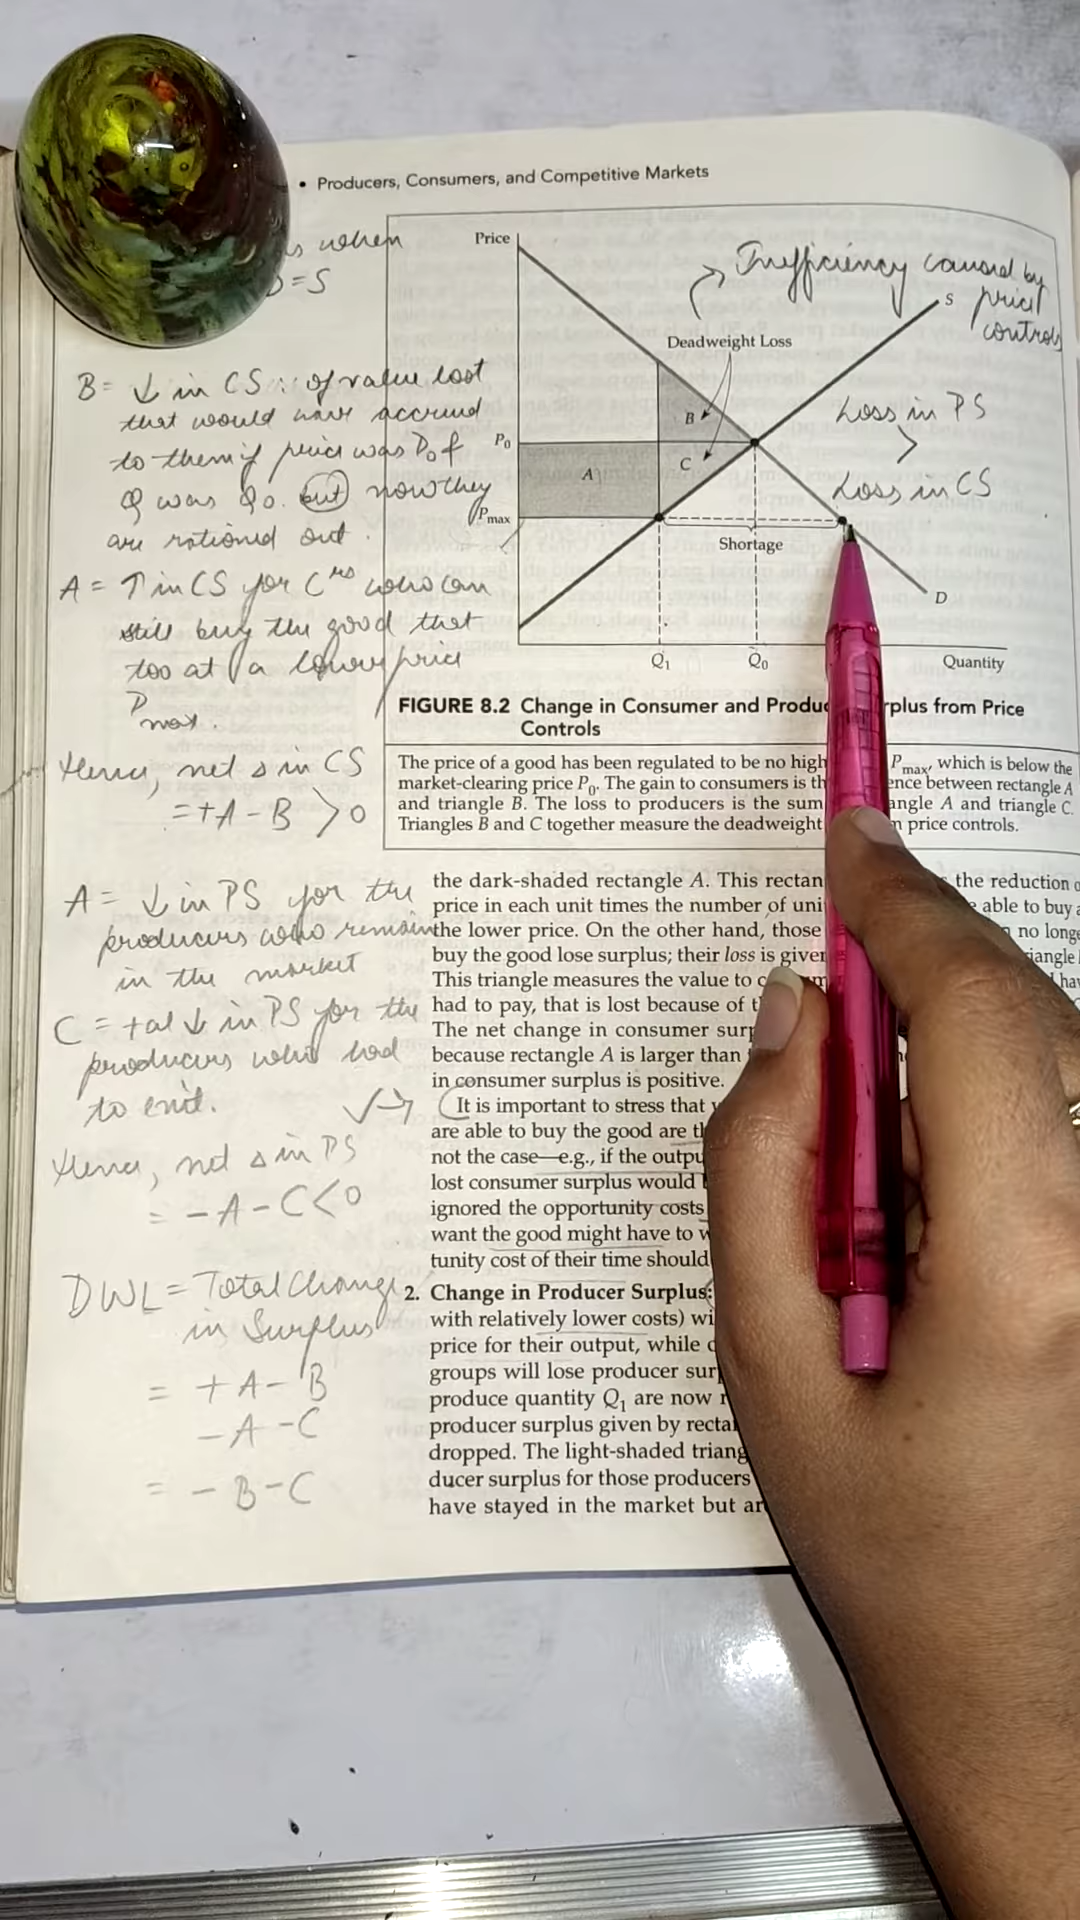 • Producers, Consumers, and Competitive Markets
s when
D=S
B = ↓ in CS ∵ of value lost
that would have accrued
to them if price was P₀ &
Q was Q₀. but now they
are rationed out.
A = ↑ in CS for Cʳˢ who can
still buy the good that
too at a lower price
Pmax.
Hence, net Δ in CS
= +A - B > 0
A = ↓ in PS for the
producers who remain
in the market
C = ↓ in PS for the
producers who had
to exit.
Hence, net Δ in PS
= -A - C < 0
DWL = Total Change
in Surplus
= +A - B
-A - C
= -B - C
Price
Inefficiency caused by
price
controls
S
Deadweight Loss
B
Loss in PS
>
Loss in CS
P₀
C
A
Pmax
Shortage
D
Q₁
Q₀
Quantity
FIGURE 8.2 Change in Consumer and Produ rplus from Price
Controls
The price of a good has been regulated to be no high Pmax, which is below the
market-clearing price P₀. The gain to consumers is th ence between rectangle A
and triangle B. The loss to producers is the sum angle A and triangle C.
Triangles B and C together measure the deadweight price controls.
the dark-shaded rectangle A. This rectan the reduction
price in each unit times the number of uni able to buy a
the lower price. On the other hand, those no longe
buy the good lose surplus; their loss is given iangle
This triangle measures the value to c
had to pay, that is lost because of t
The net change in consumer surp
because rectangle A is larger than
in consumer surplus is positive.
It is important to stress that
are able to buy the good are th
not the case—e.g., if the outpu
lost consumer surplus would
ignored the opportunity costs
want the good might have to w
tunity cost of their time should
2. Change in Producer Surplus:
with relatively lower costs) wi
price for their output, while o
groups will lose producer surp
produce quantity Q₁ are now r
producer surplus given by recta
dropped. The light-shaded triang
ducer surplus for those producers
have stayed in the market but ar